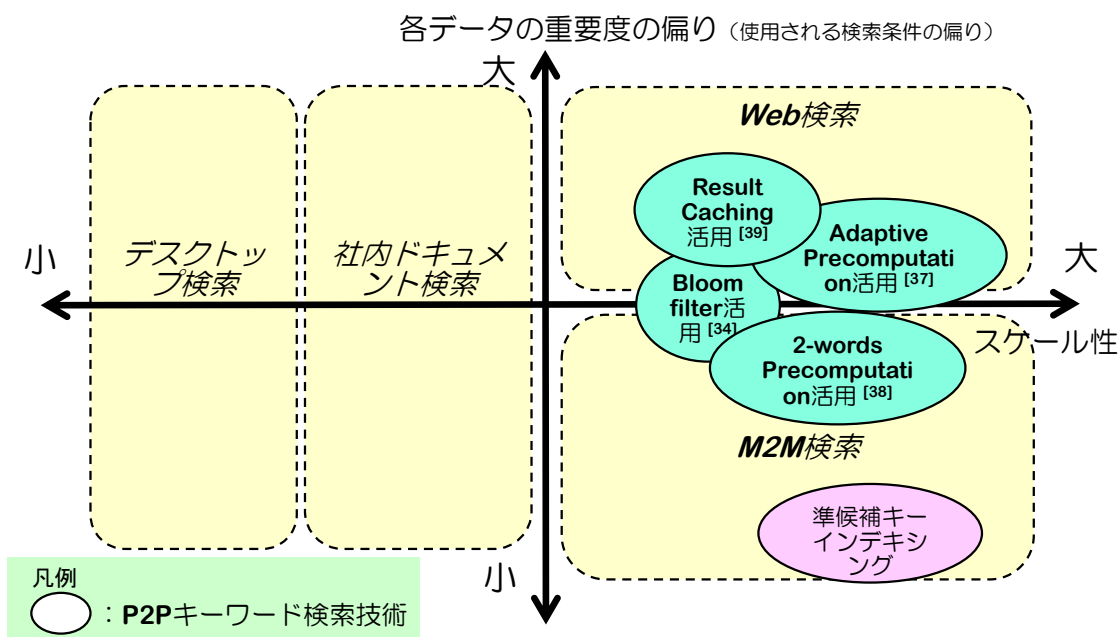 各データの重要度の偏り（使用される検索条件の偏り）
大
Web検索
Result
Caching
活用 [39]
Adaptive
Precomputati
on活用 [37]
小
デスクトッ
プ検索
社内ドキュメ
ント検索
大
Bloom
filter活
用 [34]
スケール性
2-words
Precomputati
on活用 [38]
M2M検索
準候補キー
インデキシ
ング
小
凡例
：P2Pキーワード検索技術